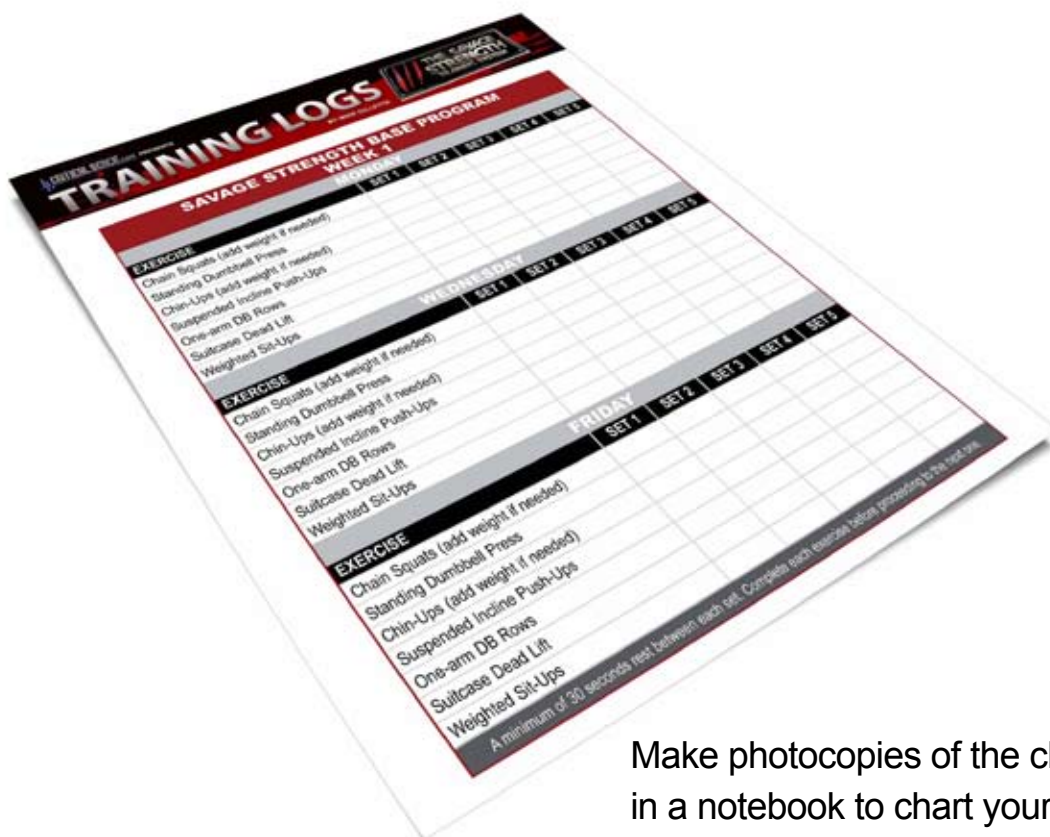 TRAINING LOGS
THE SAVAGE
STRENGTH
SAVAGE STRENGTH BASE PROGRAM
WEEK 1
MONDAY
EXERCISE SET 1 SET 2 SET 3 SET 4 SET 5
Chain Squats (add weight if needed)
Standing Dumbbell Press
Chin-Ups (add weight if needed)
Suspended Incline Push-Ups
One-arm DB Rows
Suitcase Dead Lift
Weighted Sit-Ups
WEDNESDAY
EXERCISE SET 1 SET 2 SET 3 SET 4 SET 5
Chain Squats (add weight if needed)
Standing Dumbbell Press
Chin-Ups (add weight if needed)
Suspended Incline Push-Ups
One-arm DB Rows
Suitcase Dead Lift
Weighted Sit-Ups
FRIDAY
EXERCISE SET 1 SET 2 SET 3 SET 4 SET 5
Chain Squats (add weight if needed)
Standing Dumbbell Press
Chin-Ups (add weight if needed)
Suspended Incline Push-Ups
One-arm DB Rows
Suitcase Dead Lift
Weighted Sit-Ups
A minimum of 30 seconds rest between each set. Complete each exercise before proceeding to the next one.
Make photocopies of the
in a notebook to chart your